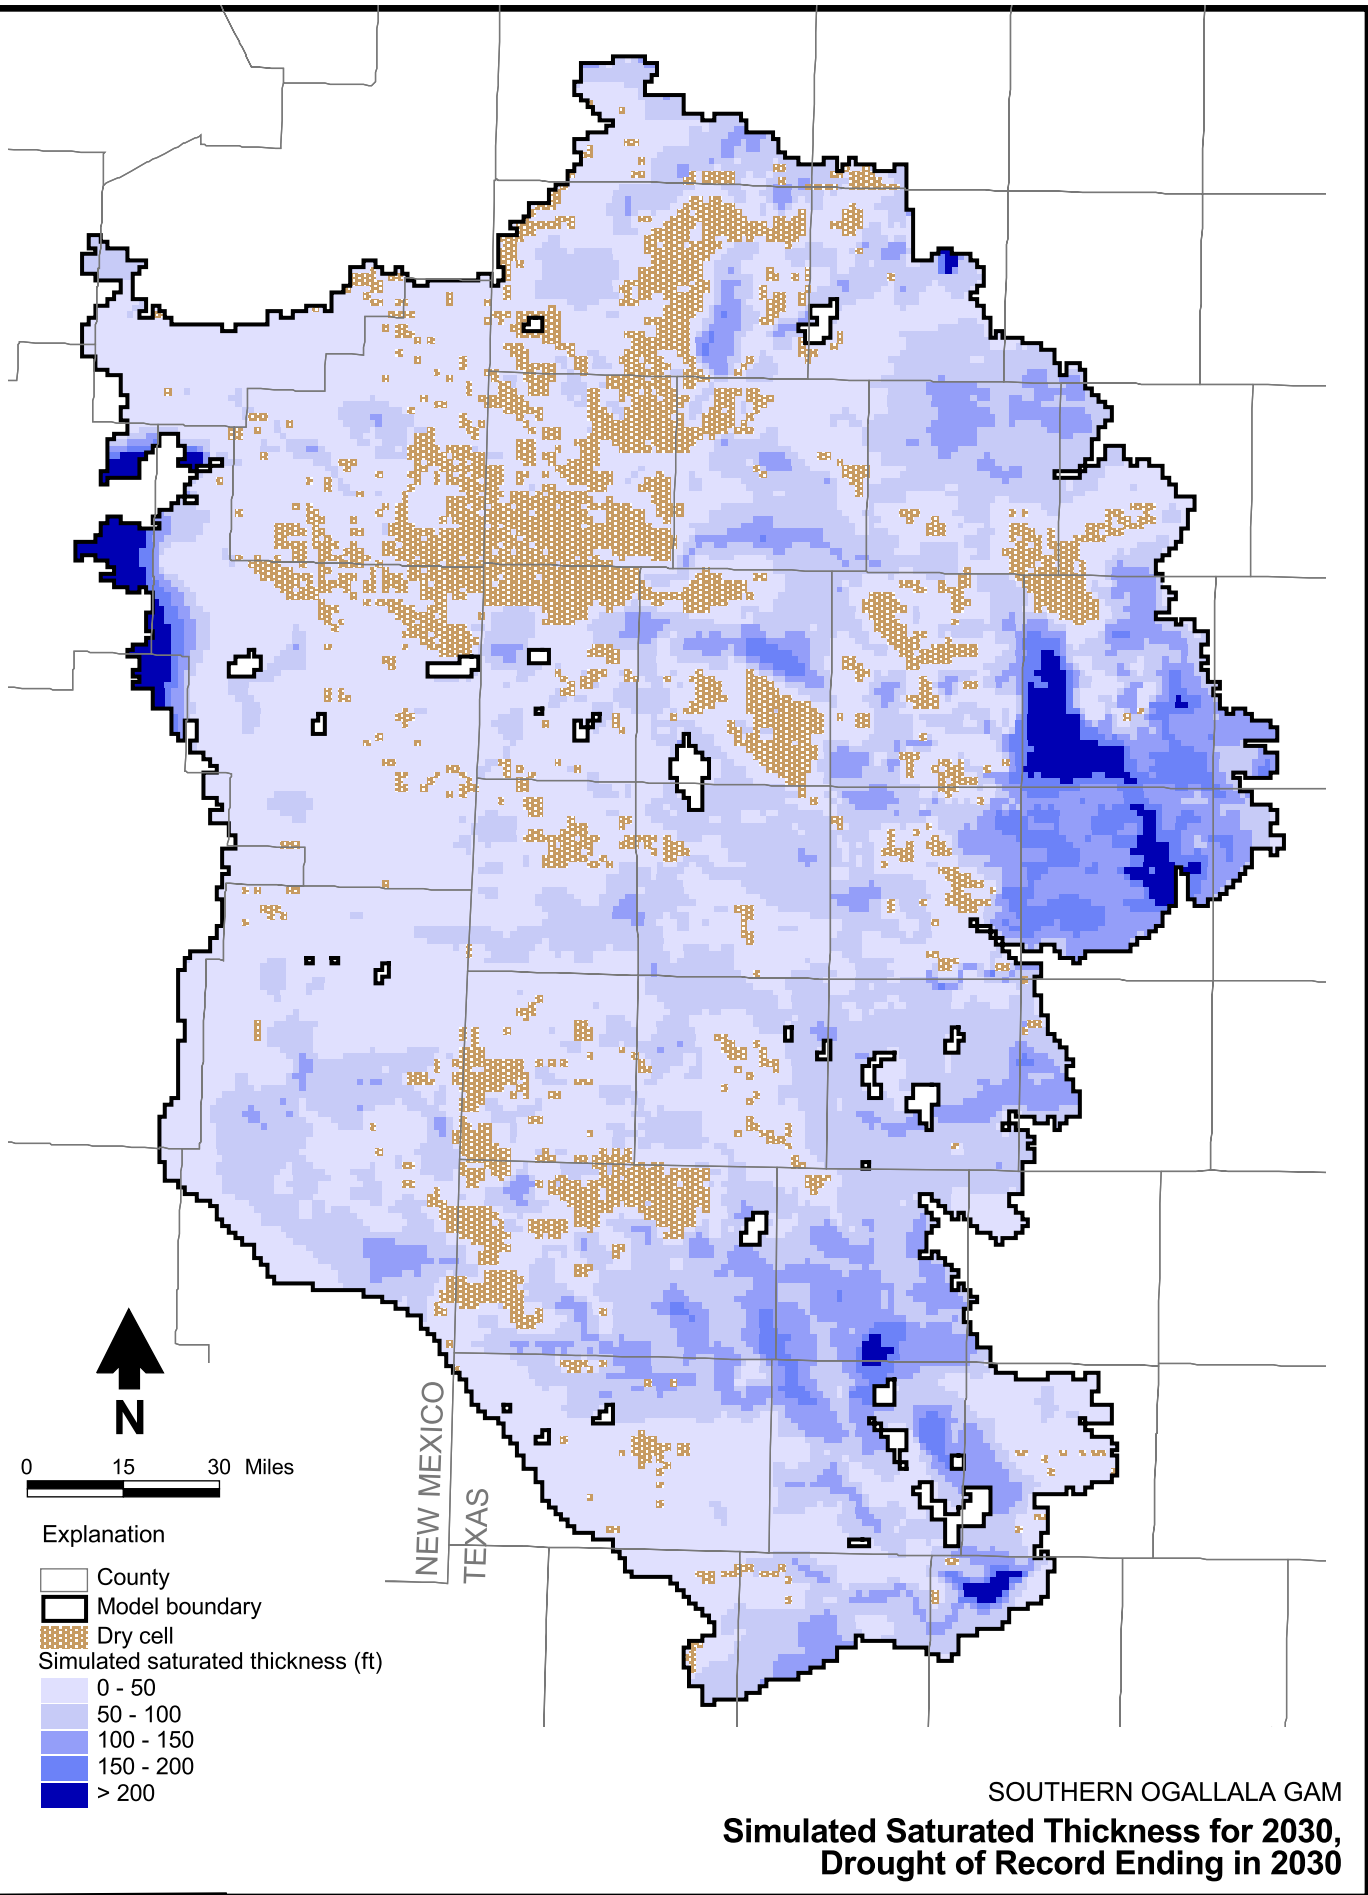 NEW MEXICO
TEXAS
N
0 15 30 Miles
Explanation
County
Model boundary
Dry cell
Simulated saturated thickness (ft)
0 - 50
50 - 100
100 - 150
150 - 200
> 200
SOUTHERN OGALLALA GAM
Simulated Saturated Thickness for 2030,
Drought of Record Ending in 2030